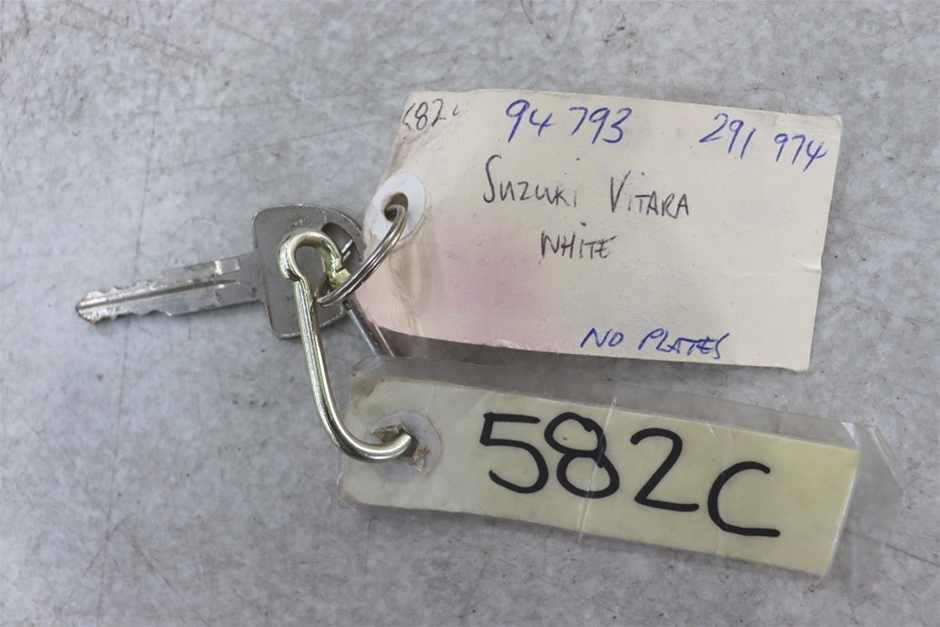 582C 94 793 291 974
SUZUKI VITARA
WHITE
NO PLATES
582C